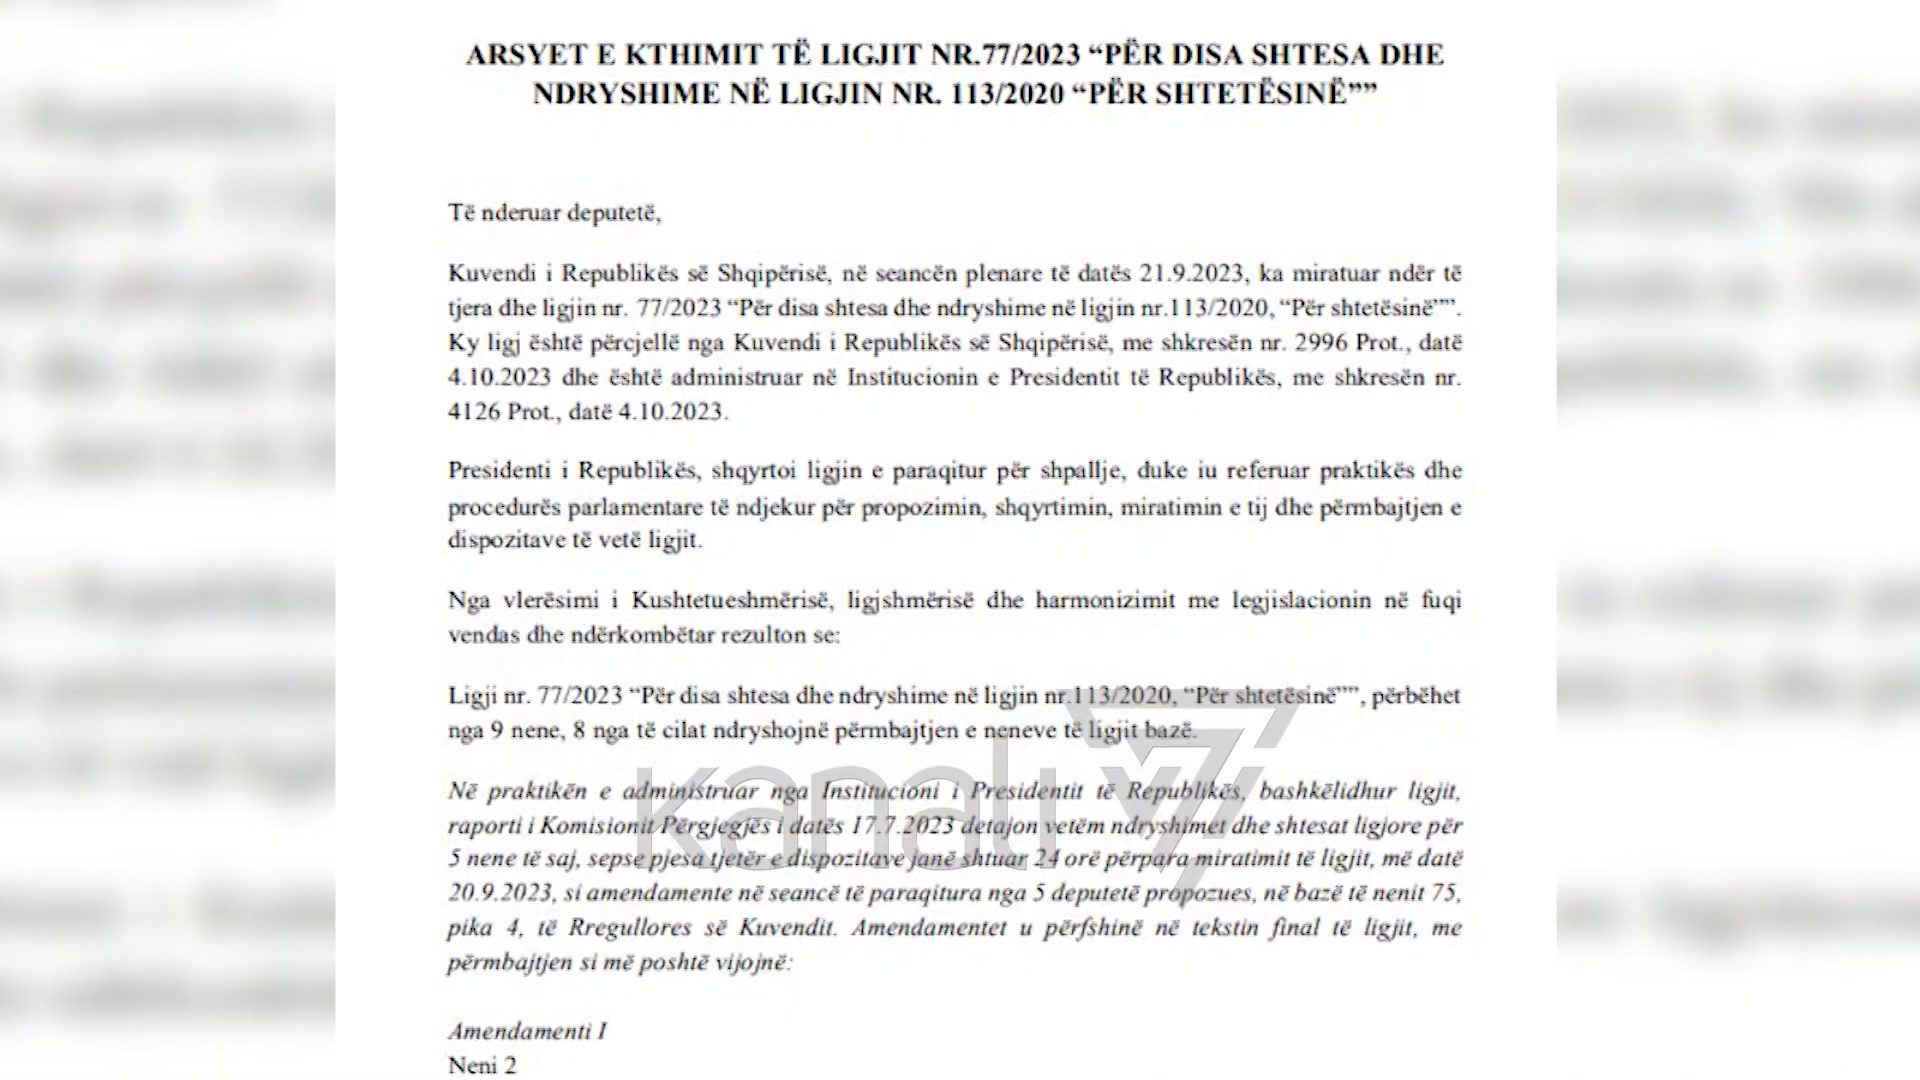 ARSYET E KTHIMIT TË LIGJIT NR.77/2023 “PËR DISA SHTESA DHE
NDRYSHIME NË LIGJIN NR. 113/2020 “PËR SHTETËSINË””
Të nderuar deputetë,
Kuvendi i Republikës së Shqipërisë, në seancën plenare të datës 21.9.2023, ka miratuar ndër të
tjera dhe ligjin nr. 77/2023 “Për disa shtesa dhe ndryshime në ligjin nr.113/2020, “Për shtetësinë””.
Ky ligj është përcjellë nga Kuvendi i Republikës së Shqipërisë, me shkresën nr. 2996 Prot., datë
4.10.2023 dhe është administruar në Institucionin e Presidentit të Republikës, me shkresën nr.
4126 Prot., datë 4.10.2023.
Presidenti i Republikës, shqyrtoi ligjin e paraqitur për shpallje, duke iu referuar praktikës dhe
procedurës parlamentare të ndjekur për propozimin, shqyrtimin, miratimin e tij dhe përmbajtjen e
dispozitave të vetë ligjit.
Nga vlerësimi i Kushtetueshmërisë, ligjshmërisë dhe harmonizimit me legjislacionin në fuqi
vendas dhe ndërkombëtar rezulton se:
Ligji nr. 77/2023 “Për disa shtesa dhe ndryshime në ligjin nr.113/2020, “Për shtetësinë””, përbëhet
nga 9 nene, 8 nga të cilat ndryshojnë përmbajtjen e neneve të ligjit bazë.
kanali 7
Në praktikën e administruar nga Institucioni i Presidentit të Republikës, bashkëlidhur ligjit,
raporti i Komisionit Përgjegjës i datës 17.7.2023 detajon vetëm ndryshimet dhe shtesat ligjore për
5 nene të saj, sepse pjesa tjetër e dispozitave janë shtuar 24 orë përpara miratimit të ligjit, më datë
20.9.2023, si amendamente në seancë të paraqitura nga 5 deputetë propozues, në bazë të nenit 75,
pika 4, të Rregullores së Kuvendit. Amendamentet u përfshinë në tekstin final të ligjit, me
përmbajtjen si më poshtë vijojnë:
Amendamenti I
Neni 2